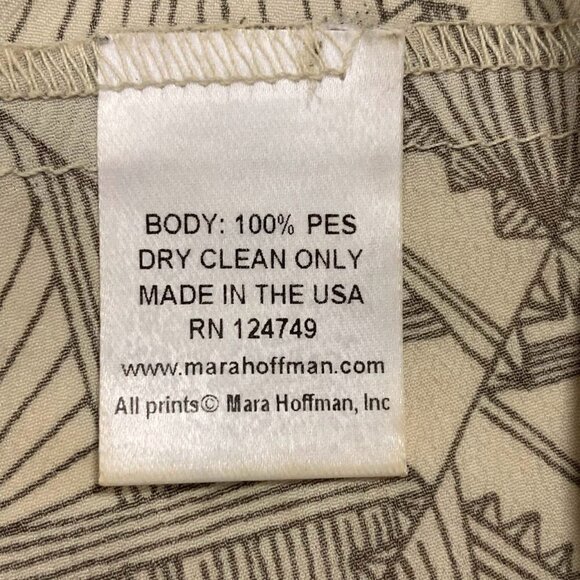 BODY: 100% PES
DRY CLEAN ONLY
MADE IN THE USA
RN 124749
www.marahoffman.com
All prints© Mara Hoffman, Inc